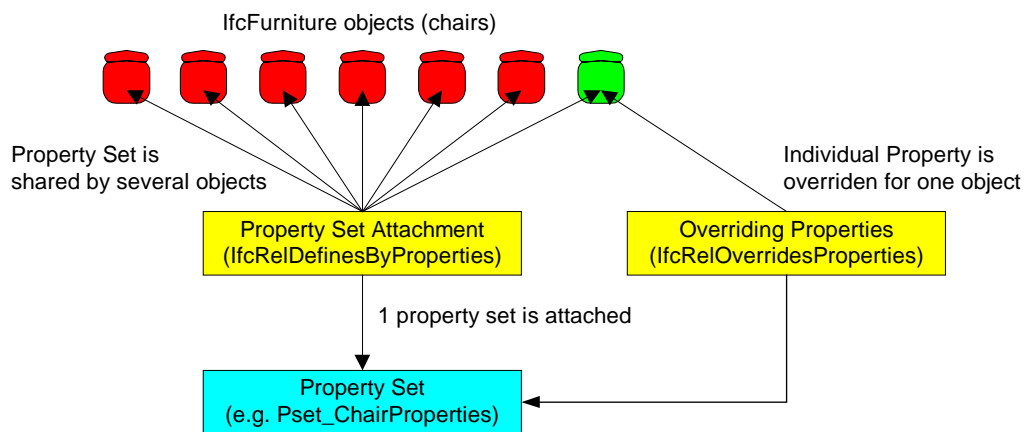 IfcFurniture objects (chairs)
Property Set is
shared by several objects
Individual Property is
overriden for one object
Property Set Attachment
(IfcRelDefinesByProperties)
Overriding Properties
(IfcRelOverridesProperties)
1 property set is attached
Property Set
(e.g. Pset_ChairProperties)